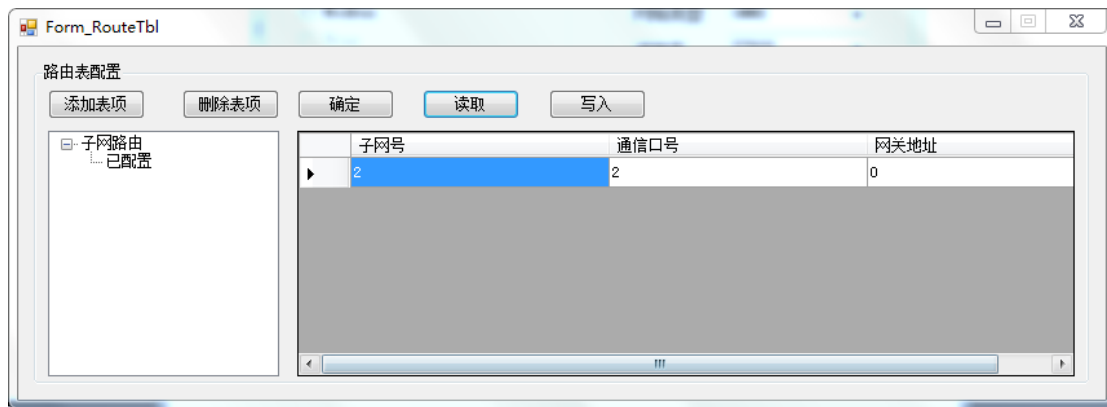 Form_RouteTbl
路由表配置
添加表项 删除表项 确定 读取 写入
子网路由
已配置
子网号 通信口号 网关地址
2 2 0